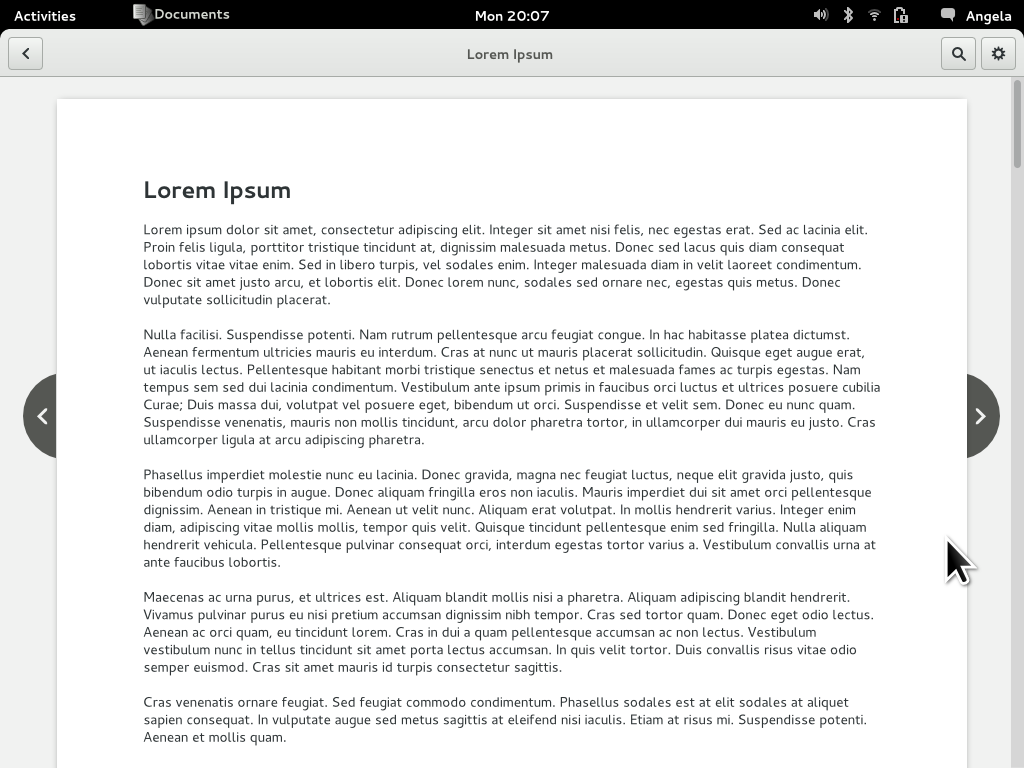 Activities Documents Mon 20:07 Angela
Lorem Ipsum
Lorem Ipsum
Lorem ipsum dolor sit amet, consectetur adipiscing elit. Integer sit amet nisi felis, nec egestas erat. Sed ac lacinia elit.
Proin felis ligula, porttitor tristique tincidunt at, dignissim malesuada metus. Donec sed lacus quis diam consequat
lobortis vitae vitae enim. Sed in libero turpis, vel sodales enim. Integer malesuada diam in velit laoreet condimentum.
Donec sit amet justo arcu, et lobortis elit. Donec lorem nunc, sodales sed ornare nec, egestas quis metus. Donec
vulputate sollicitudin placerat.
Nulla facilisi. Suspendisse potenti. Nam rutrum pellentesque arcu feugiat congue. In hac habitasse platea dictumst.
Aenean fermentum ultricies mauris eu interdum. Cras at nunc ut mauris placerat sollicitudin. Quisque eget augue erat,
ut iaculis lectus. Pellentesque habitant morbi tristique senectus et netus et malesuada fames ac turpis egestas. Nam
tempus sem sed dui lacinia condimentum. Vestibulum ante ipsum primis in faucibus orci luctus et ultrices posuere cubilia
Curae; Duis massa dui, volutpat vel posuere eget, bibendum ut orci. Suspendisse et velit sem. Donec eu nunc quam.
Suspendisse venenatis, mauris non mollis tincidunt, arcu dolor pharetra tortor, in ullamcorper dui mauris eu justo. Cras
ullamcorper ligula at arcu adipiscing pharetra.
Phasellus imperdiet molestie nunc eu lacinia. Donec gravida, magna nec feugiat luctus, neque elit gravida justo, quis
bibendum odio turpis in augue. Donec aliquam fringilla eros non iaculis. Mauris imperdiet dui sit amet orci pellentesque
dignissim. Aenean in tristique mi. Aenean ut velit nunc. Aliquam erat volutpat. In mollis hendrerit varius. Integer enim
diam, adipiscing vitae mollis mollis, tempor quis velit. Quisque tincidunt pellentesque enim sed fringilla. Nulla aliquam
hendrerit vehicula. Pellentesque pulvinar consequat orci, interdum egestas tortor varius a. Vestibulum convallis urna at
ante faucibus lobortis.
Maecenas ac urna purus, et ultrices est. Aliquam blandit mollis nisi a pharetra. Aliquam adipiscing blandit hendrerit.
Vivamus pulvinar purus eu nisi pretium accumsan dignissim nibh tempor. Cras sed tortor quam. Donec eget odio lectus.
Aenean ac orci quam, eu tincidunt lorem. Cras in dui a quam pellentesque accumsan ac non lectus. Vestibulum
vestibulum nunc in tellus tincidunt sit amet porta lectus accumsan. In quis velit tortor. Duis convallis risus vitae odio
semper euismod. Cras sit amet mauris id turpis consectetur sagittis.
Cras venenatis ornare feugiat. Sed feugiat commodo condimentum. Phasellus sodales est at elit sodales at aliquet
sapien consequat. In vulputate augue sed metus sagittis at eleifend nisi iaculis. Etiam at risus mi. Suspendisse potenti.
Aenean et mollis quam.